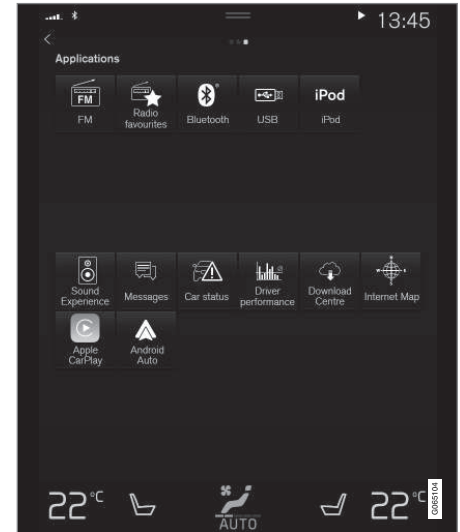 13:45
Applications
FM
iPod
FM
Radio
favourites
Bluetooth
USB
iPod
Sound
Experience
Messages
Car status
Driver
performance
Download
Centre
Internet Map
Apple
CarPlay
Android
Auto
22°C
AUTO
22°C
G065104